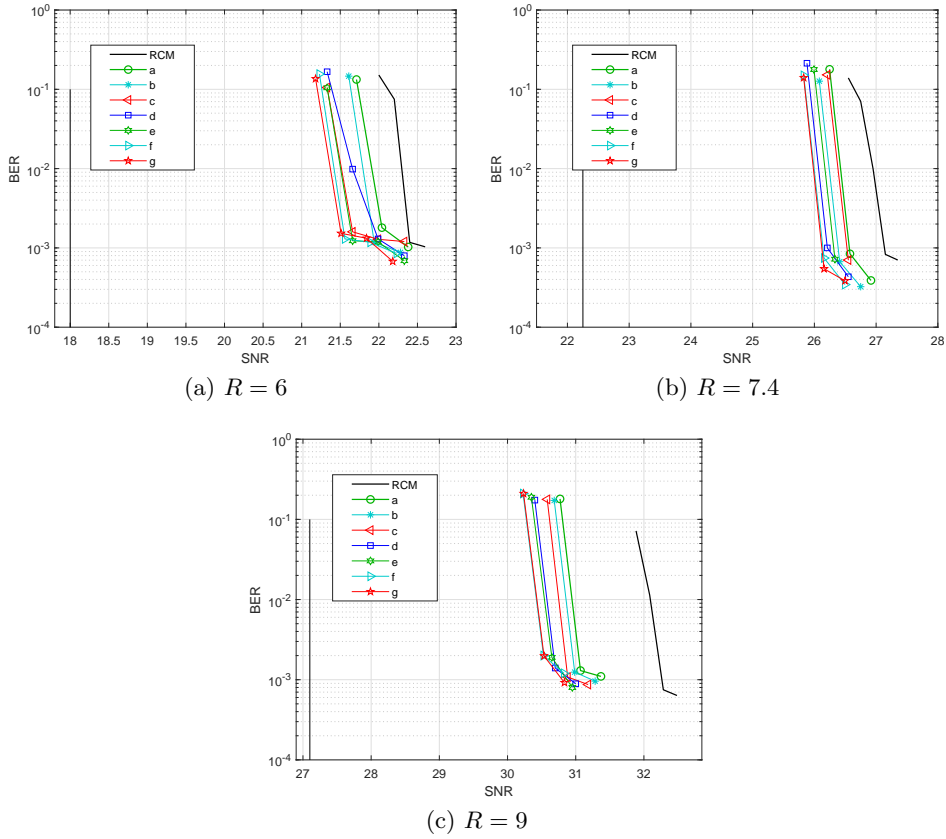 10^0
10^-1
10^-2
10^-3
10^-4
BER
RCM
a
b
c
d
e
f
g
18 18.5 19 19.5 20 20.5 21 21.5 22 22.5 23
SNR
(a) R = 6
10^0
10^-1
10^-2
10^-3
10^-4
BER
RCM
a
b
c
d
e
f
g
22 23 24 25 26 27 28
SNR
(b) R = 7.4
10^0
10^-1
10^-2
10^-3
10^-4
BER
RCM
a
b
c
d
e
f
g
27 28 29 30 31 32
SNR
(c) R = 9